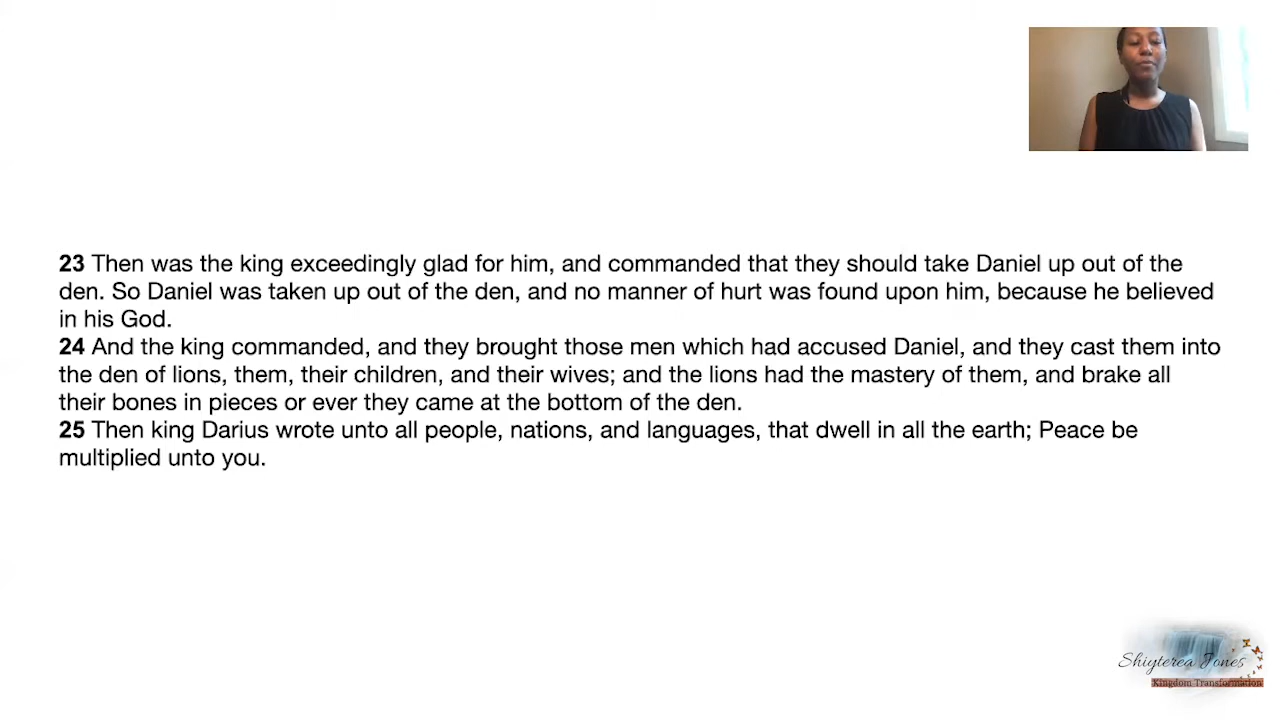 23 Then was the king exceedingly glad for him, and commanded that they should take Daniel up out of the
den. So Daniel was taken up out of the den, and no manner of hurt was found upon him, because he believed
in his God.
24 And the king commanded, and they brought those men which had accused Daniel, and they cast them into
the den of lions, them, their children, and their wives; and the lions had the mastery of them, and brake all
their bones in pieces or ever they came at the bottom of the den.
25 Then king Darius wrote unto all people, nations, and languages, that dwell in all the earth; Peace be
multiplied unto you.
Shiyterea Jones
Kingdom Transformation